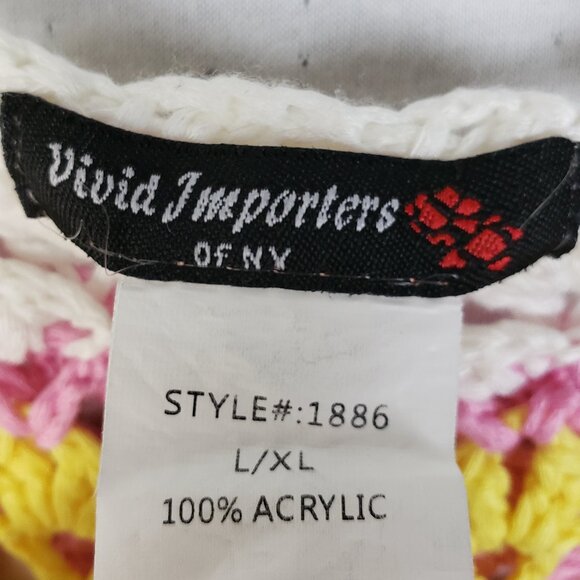 Vivid Importers
OF NY
STYLE#:1886
L/XL
100% ACRYLIC